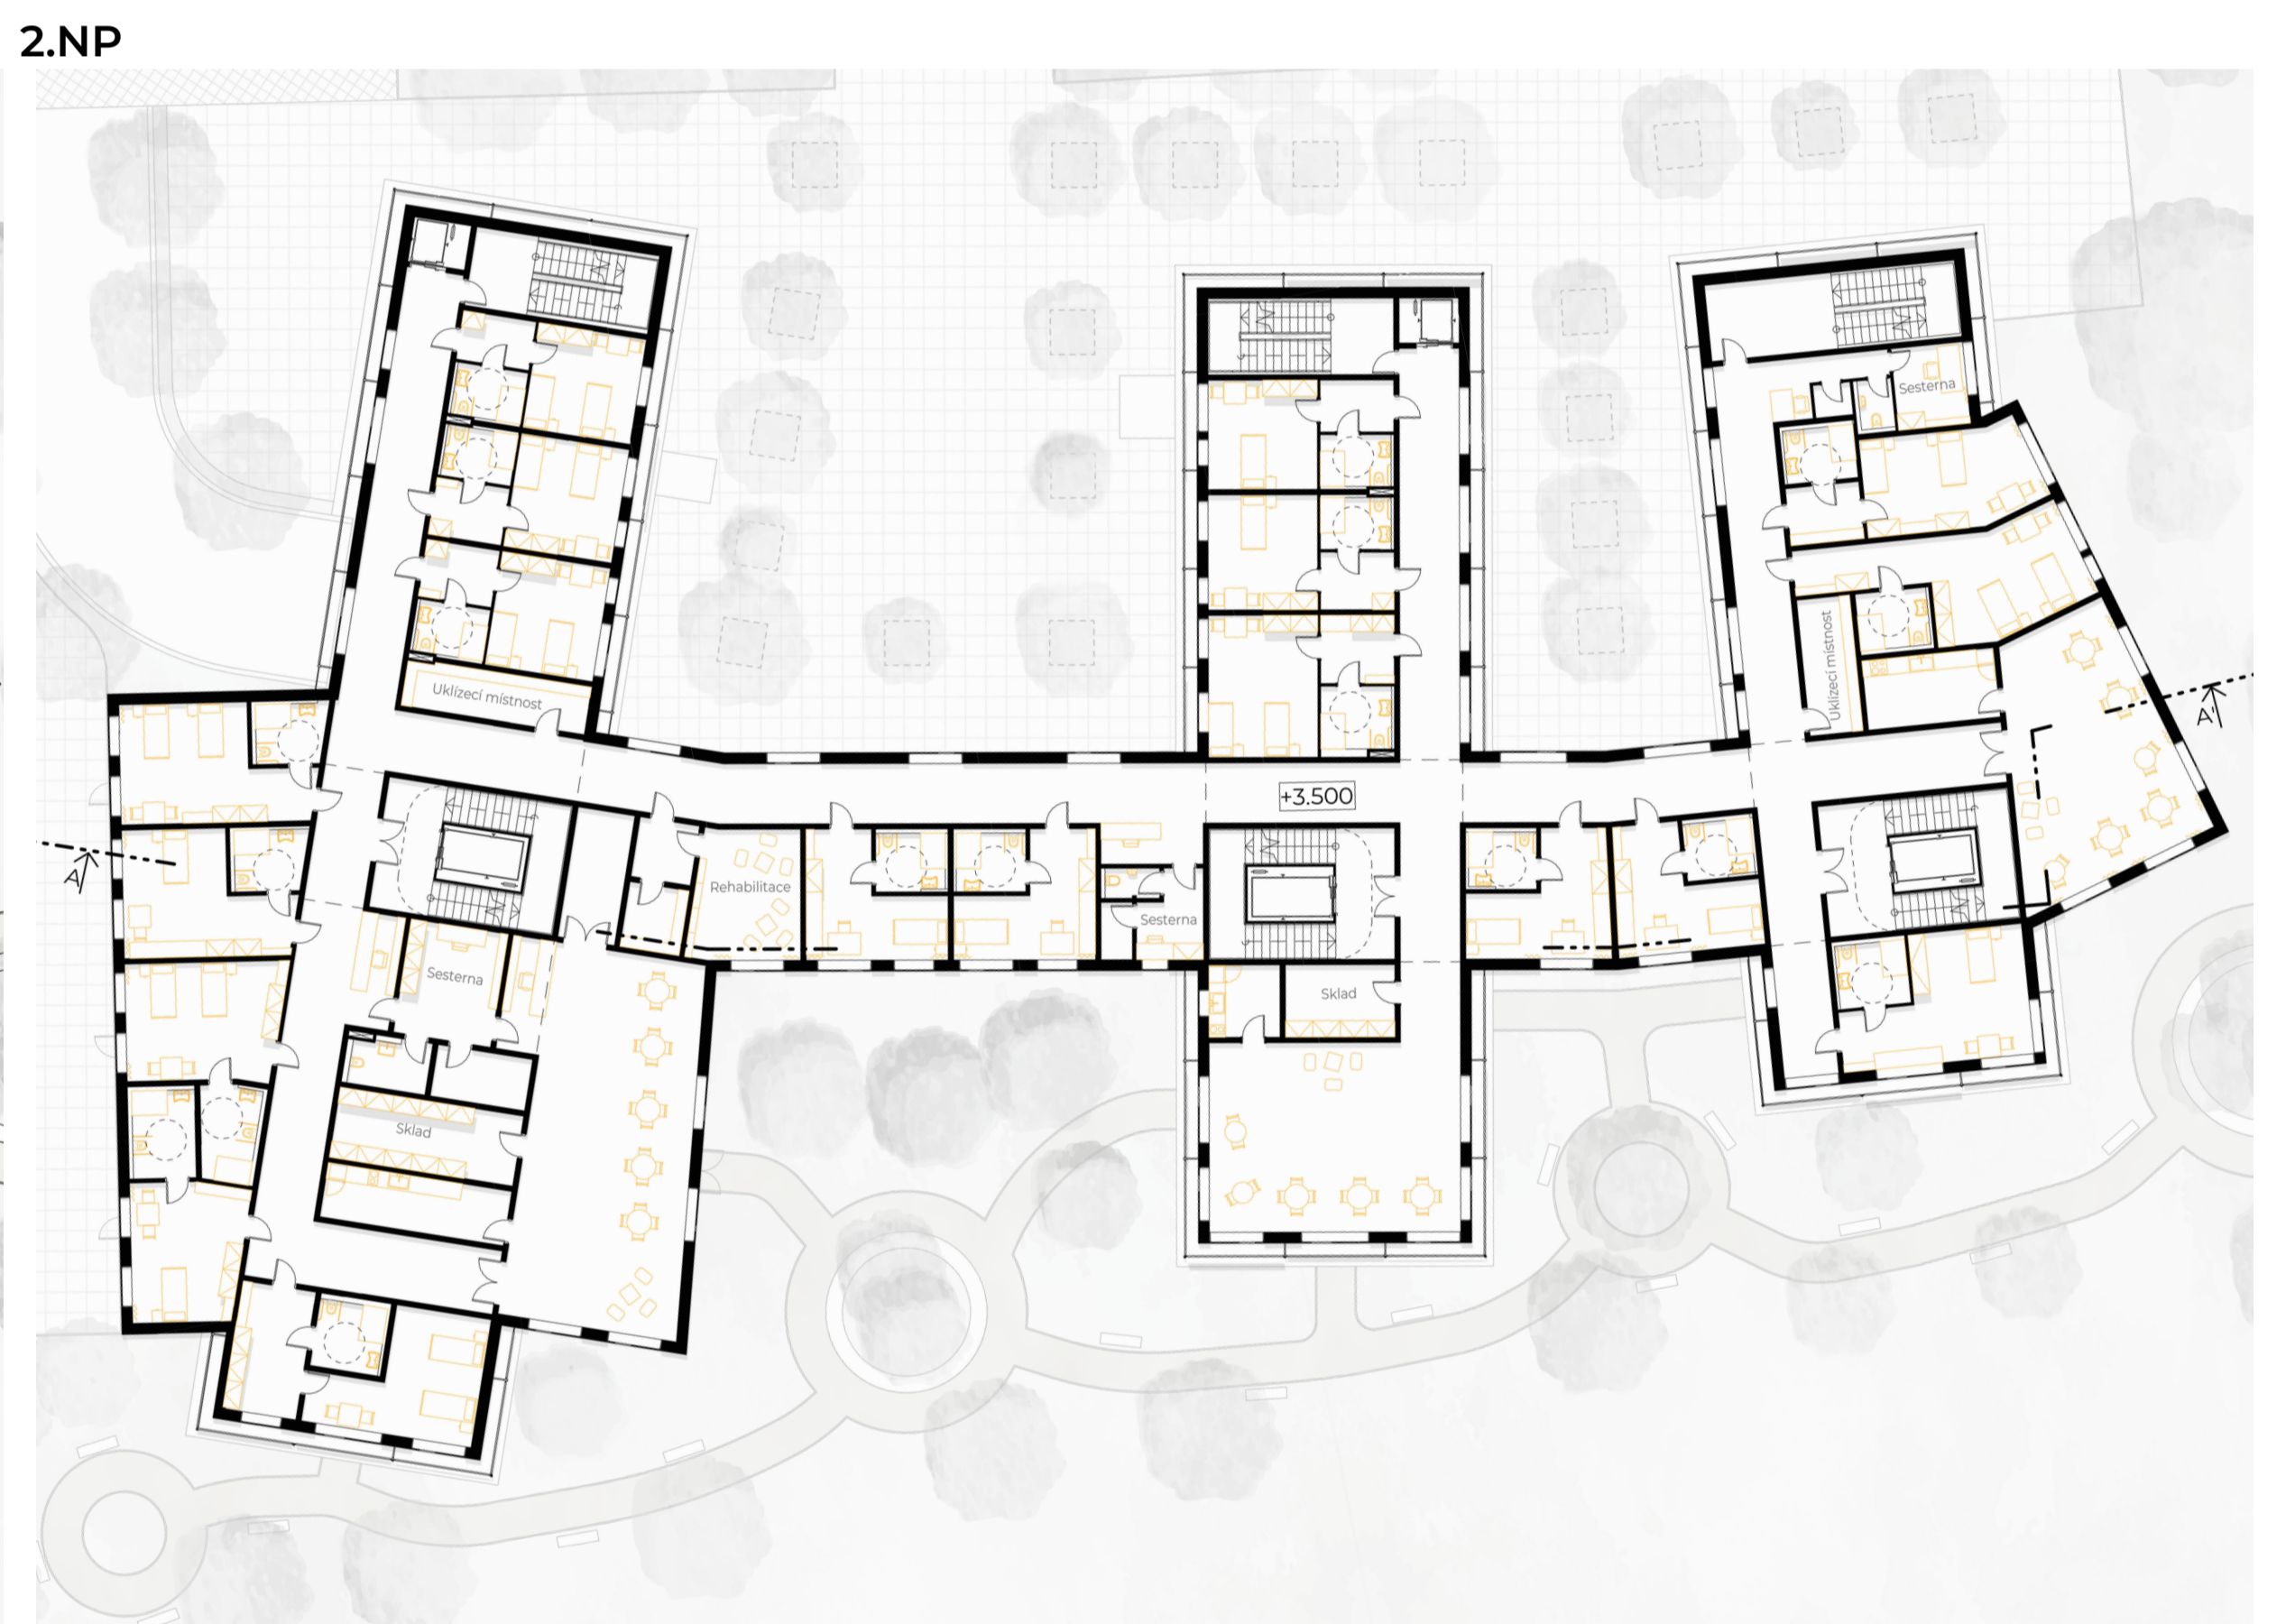 2.NP
Sesterna
Uklízecí místnost
Uklízecí místnost
A'
+3.500
A
Rehabilitace
Sesterna
Sesterna
Sklad
Sklad